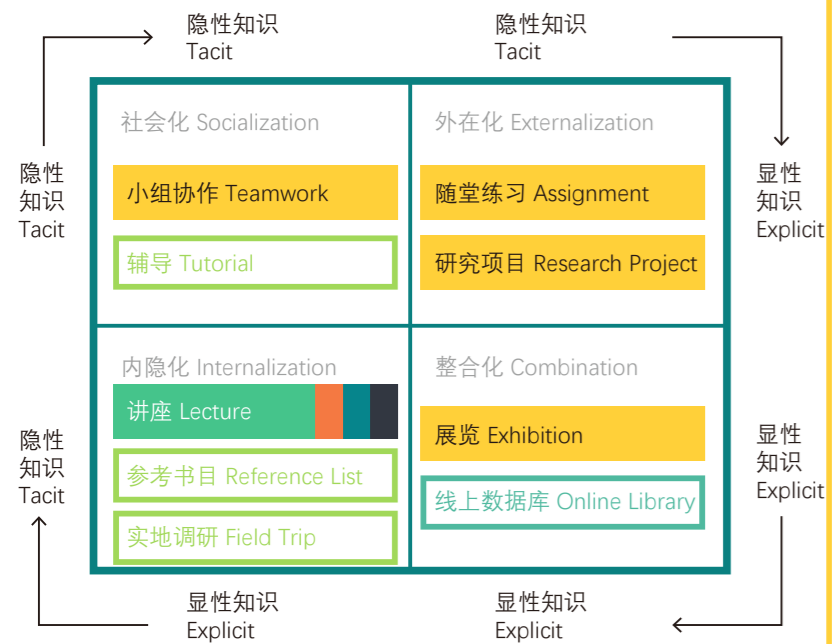 隐性知识
Tacit
隐性知识
Tacit
社会化 Socialization
外在化 Externalization
隐性
知识
Tacit
小组协作 Teamwork
随堂练习 Assignment
显性
知识
Explicit
辅导 Tutorial
研究项目 Research Project
内隐化 Internalization
整合化 Combination
讲座 Lecture
展览 Exhibition
隐性
知识
Tacit
显性
知识
Explicit
参考书目 Reference List
线上数据库 Online Library
实地调研 Field Trip
显性知识
Explicit
显性知识
Explicit